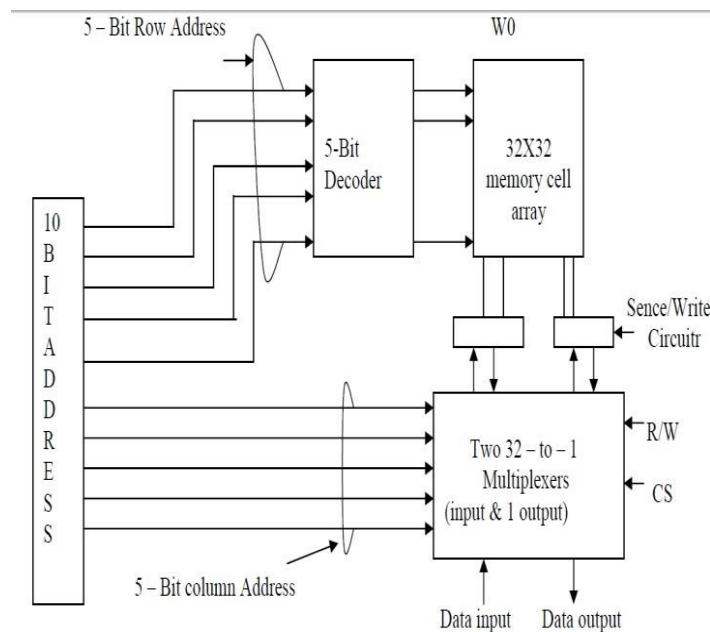 5 – Bit Row Address
W0
5-Bit
Decoder
32X32
memory cell
array
10
B
I
T
A
D
D
R
E
S
S
Sence/Write
Circuitr
Two 32 – to – 1
Multiplexers
(input & 1 output)
R/W
CS
5 – Bit column Address
Data input
Data output